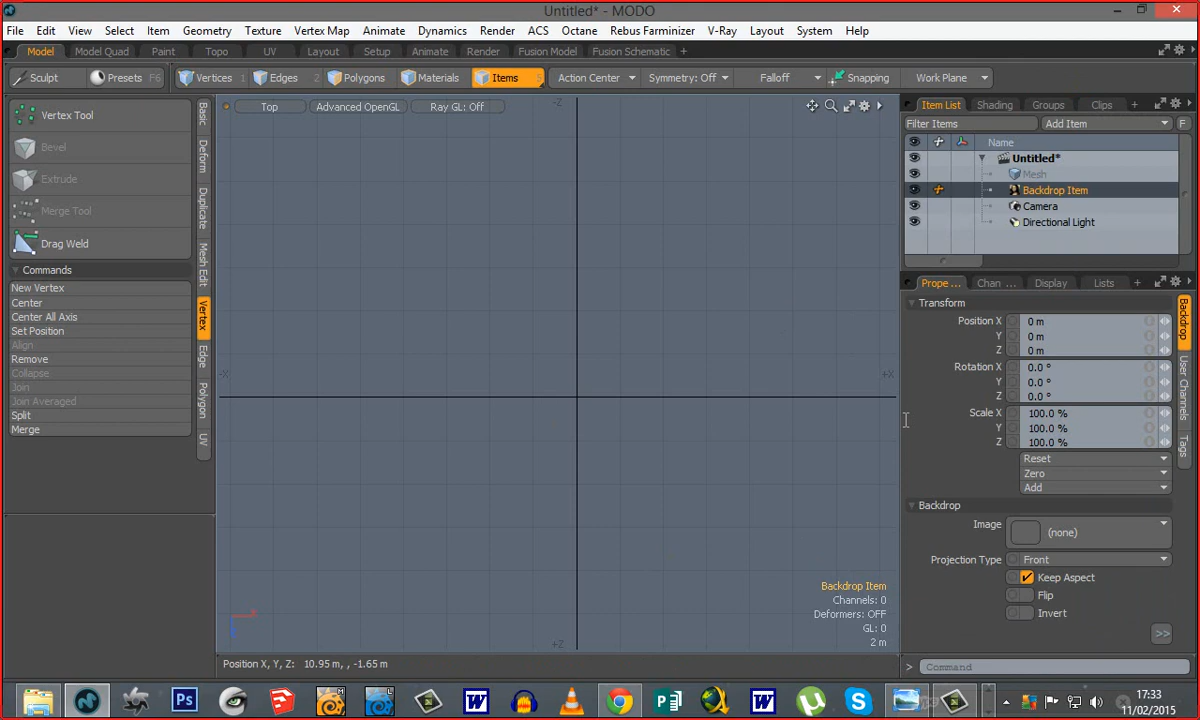 Untitled* - MODO
File Edit View Select Item Geometry Texture Vertex Map Animate Dynamics Render ACS Octane Rebus Farminizer V-Ray Layout System Help
Model Model Quad Paint Topo UV Layout Setup Animate Render Fusion Model Fusion Schematic +
Sculpt Presets F6 Vertices 1 Edges 2 Polygons Materials Items 5 Action Center Symmetry: Off Falloff Snapping Work Plane
Vertex Tool
Bevel
Extrude
Merge Tool
Drag Weld
Commands
New Vertex
Center
Center All Axis
Set Position
Align
Remove
Collapse
Join
Join Averaged
Split
Merge
Basic
Deform
Duplicate
Mesh Edit
Vertex
Edge
Polygon
UV
Top Advanced OpenGL Ray GL: Off
-Z
-X
+X
+Z
Backdrop Item
Channels: 0
Deformers: OFF
GL: 0
2 m
Position X, Y, Z: 10.95 m, , -1.65 m
Item List Shading Groups Clips +
Filter Items Add Item F
Name
Untitled*
Mesh
Backdrop Item
Camera
Directional Light
Prope ... Chan ... Display Lists +
Transform
Position X 0 m
Y 0 m
Z 0 m
Rotation X 0.0 °
Y 0.0 °
Z 0.0 °
Scale X 100.0 %
Y 100.0 %
Z 100.0 %
Reset
Zero
Add
Backdrop
Image (none)
Projection Type Front
Keep Aspect
Flip
Invert
>>
Backdrop
User Channels
Tags
> Command
17:33
11/02/2015